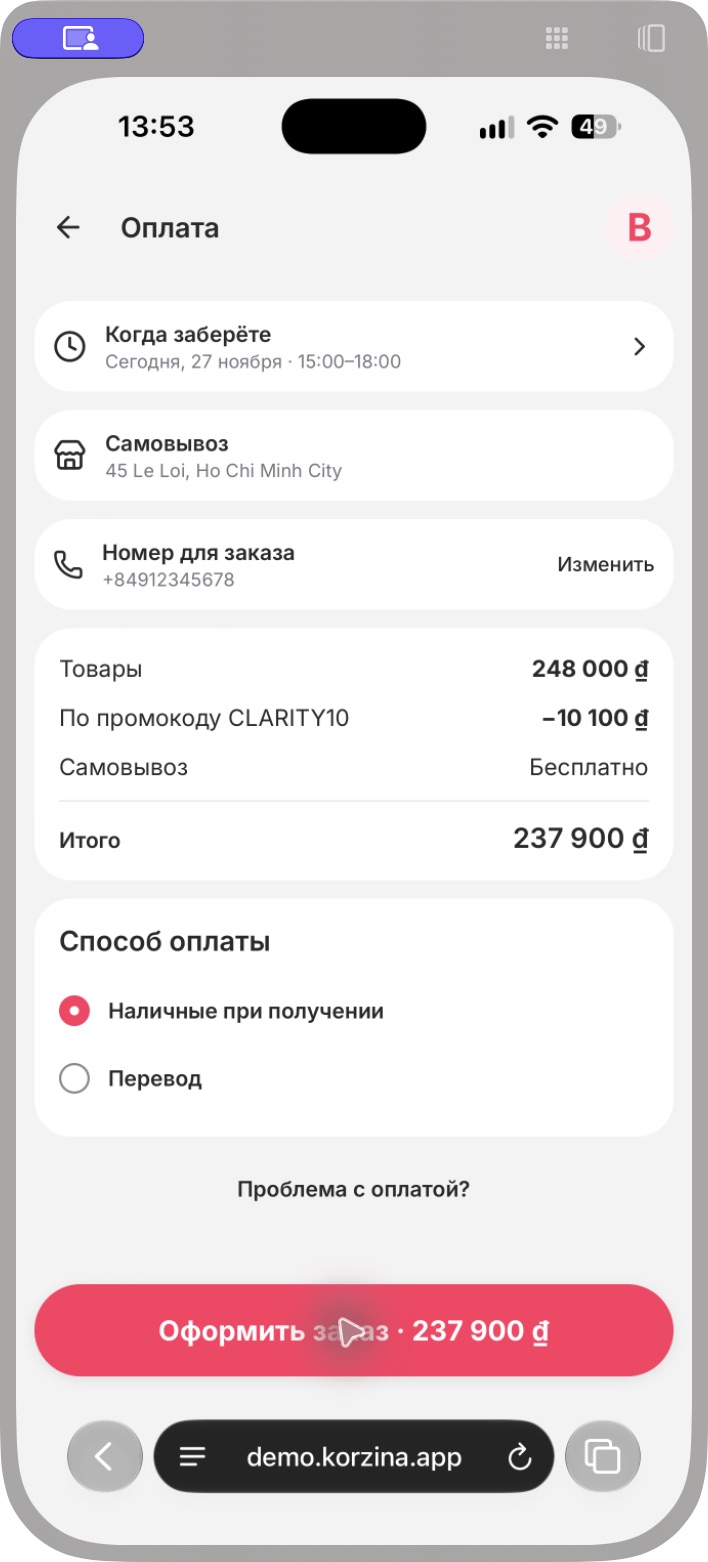 13:53
49
Оплата
B
Когда заберёте
Сегодня, 27 ноября · 15:00–18:00
Самовывоз
45 Le Loi, Ho Chi Minh City
Номер для заказа
+84912345678
Изменить
Товары 248 000 ₫
По промокоду CLARITY10 –10 100 ₫
Самовывоз Бесплатно
Итого 237 900 ₫
Способ оплаты
Наличные при получении
Перевод
Проблема с оплатой?
Оформить заказ · 237 900 ₫
demo.korzina.app